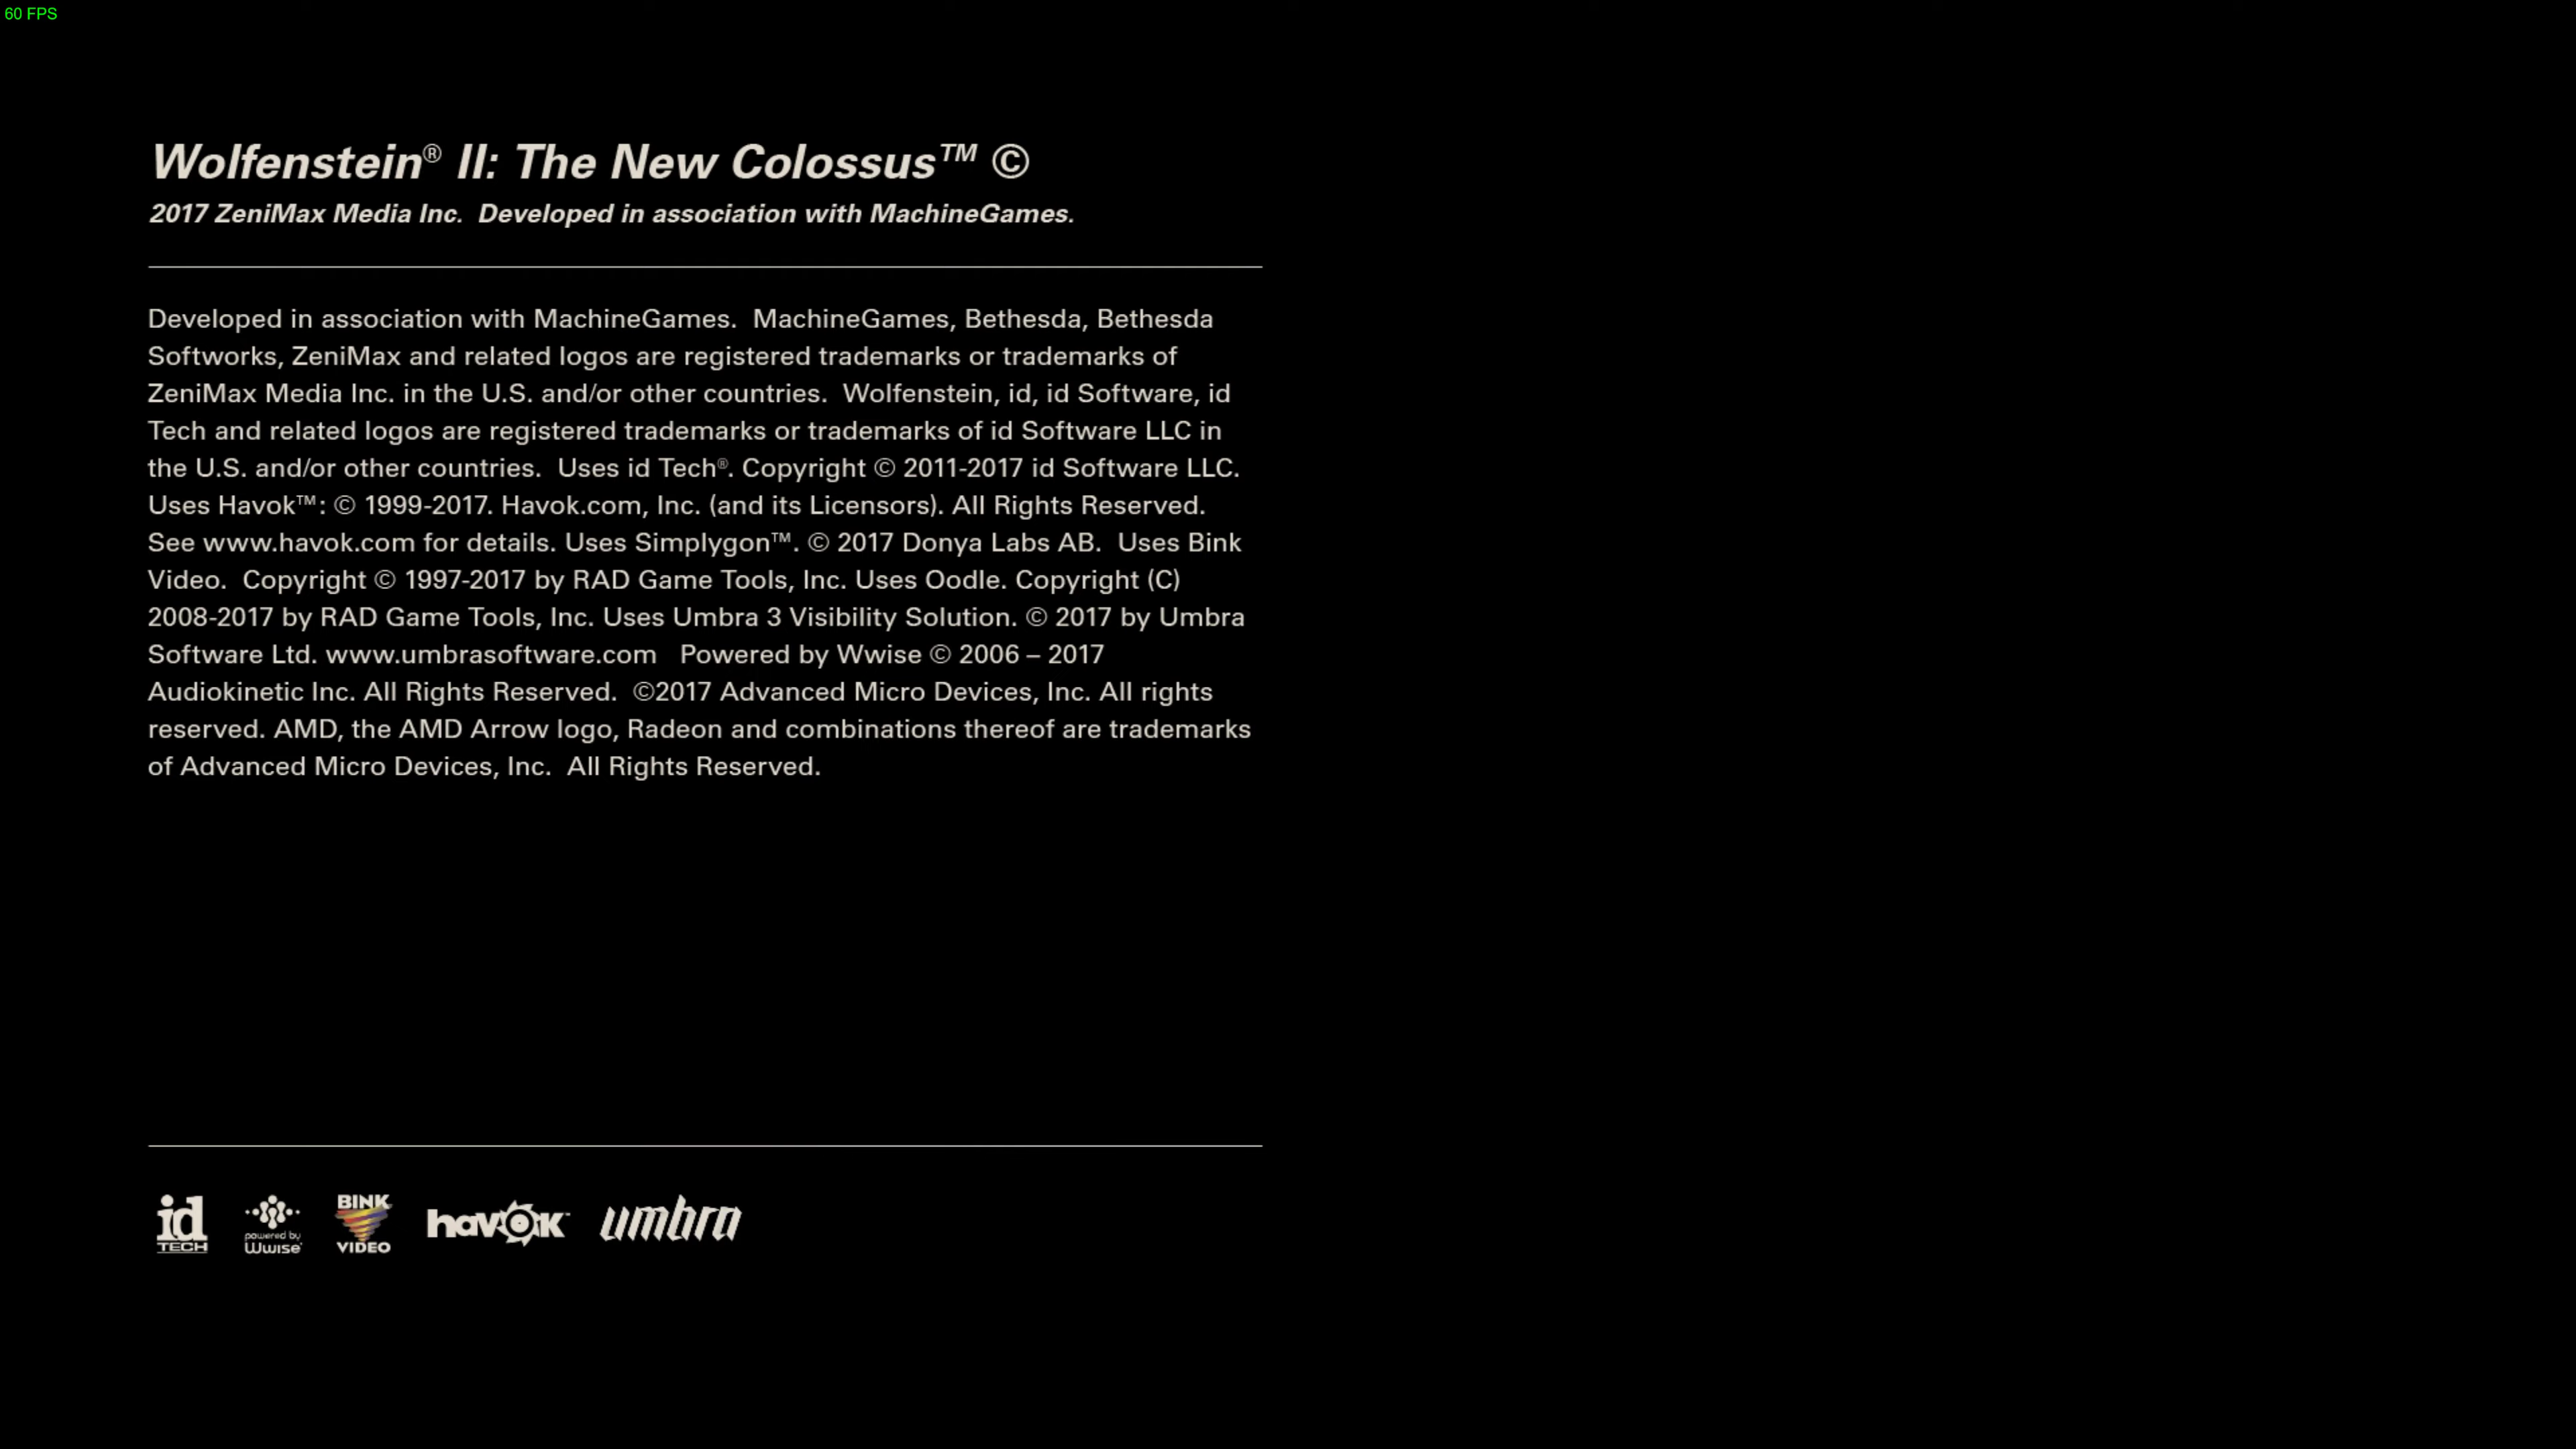 60 FPS
Wolfenstein® II: The New Colossus™ ©
2017 ZeniMax Media Inc.  Developed in association with MachineGames.
Developed in association with MachineGames.  MachineGames, Bethesda, Bethesda
Softworks, ZeniMax and related logos are registered trademarks or trademarks of
ZeniMax Media Inc. in the U.S. and/or other countries.  Wolfenstein, id, id Software, id
Tech and related logos are registered trademarks or trademarks of id Software LLC in
the U.S. and/or other countries.  Uses id Tech®. Copyright © 2011-2017 id Software LLC.
Uses Havok™: © 1999-2017. Havok.com, Inc. (and its Licensors). All Rights Reserved.
See www.havok.com for details. Uses Simplygon™. © 2017 Donya Labs AB.  Uses Bink
Video.  Copyright © 1997-2017 by RAD Game Tools, Inc. Uses Oodle. Copyright (C)
2008-2017 by RAD Game Tools, Inc. Uses Umbra 3 Visibility Solution. © 2017 by Umbra
Software Ltd. www.umbrasoftware.com   Powered by Wwise © 2006 – 2017
Audiokinetic Inc. All Rights Reserved.  ©2017 Advanced Micro Devices, Inc. All rights
reserved. AMD, the AMD Arrow logo, Radeon and combinations thereof are trademarks
of Advanced Micro Devices, Inc.  All Rights Reserved.
id TECH
powered by Wwise
BINK VIDEO
havok™
umbra